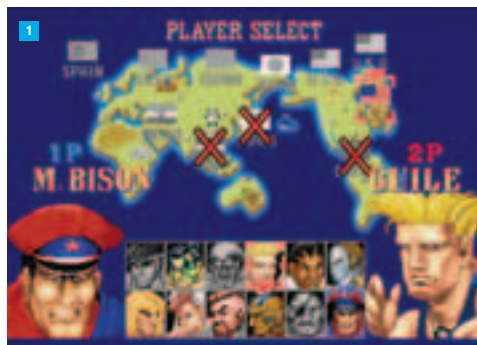 1
PLAYER SELECT
SPAIN
U.S.A
1P
2P
M. BISON
GUILE